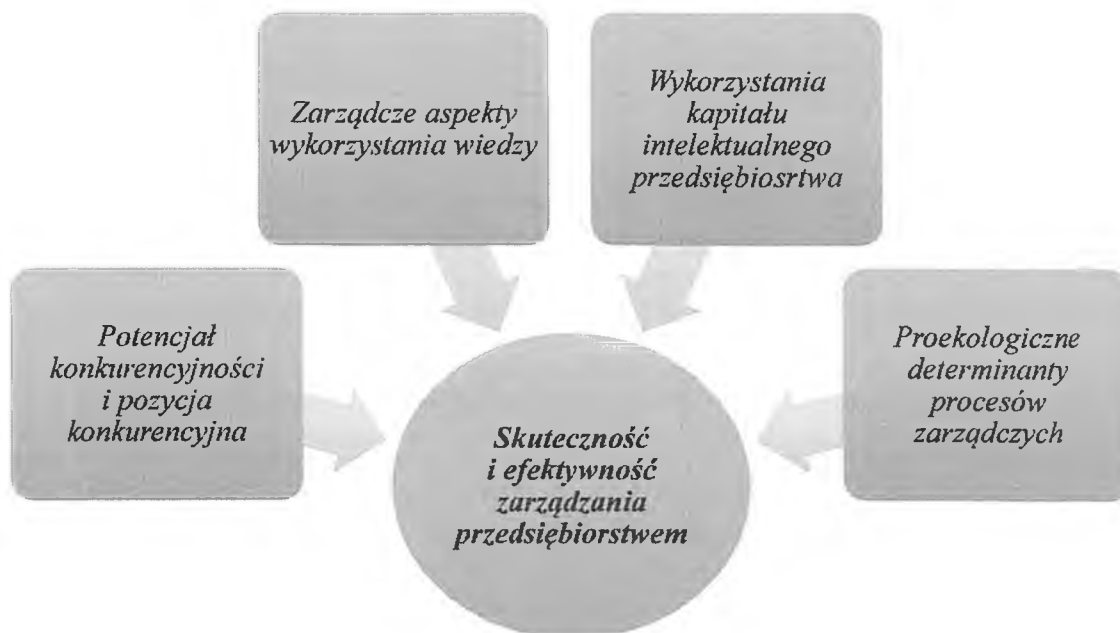 Zarządcze aspekty
wykorzystania wiedzy
Wykorzystania
kapitału
intelektualnego
przedsiębiosrtwa
Potencjał
konkurencyjności
i pozycja
konkurencyjna
Proekologiczne
determinanty
procesów
zarządczych
Skuteczność
i efektywność
zarządzania
przedsiębiorstwem